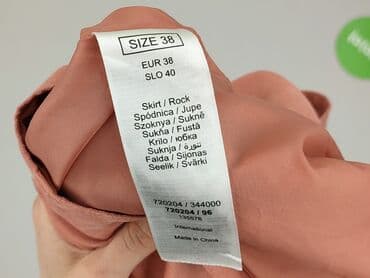 SIZE 38
EUR 38
SLO 40
Skirt / Rock
Spódnica / Jupe
Szoknya / Sukně
Sukňa / Fustă
Krilo / юбка
Suknja / تنورة
Falda / Sijonas
Seelik / Svārki
720204 / 344000
720204 / 96
International
Made in China